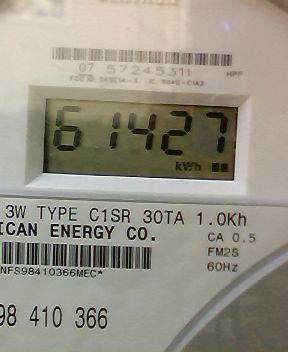 07 57245311 HPP
61427
kWh
3W TYPE C1SR 30TA 1.0Kh
ICAN ENERGY CO.
CA 0.5
FM2S
60Hz
NFS98410366MEC*
98 410 366